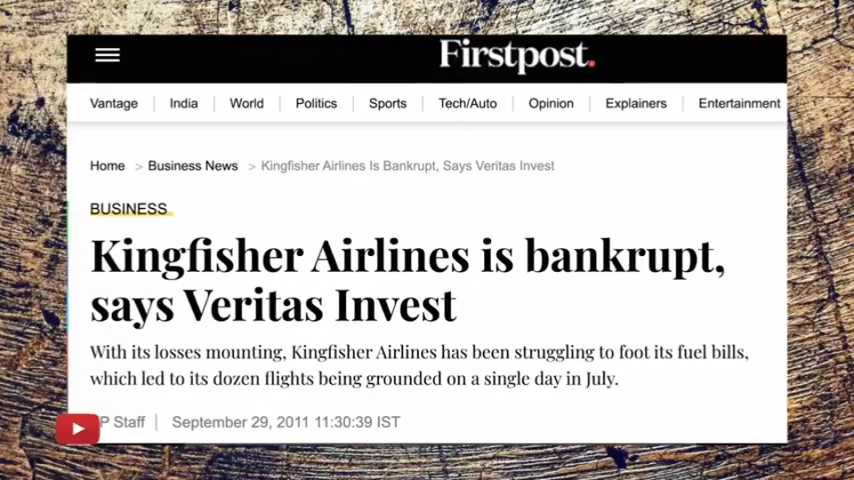 Firstpost.
Vantage India World Politics Sports Tech/Auto Opinion Explainers Entertainment
Home > Business News > Kingfisher Airlines Is Bankrupt, Says Veritas Invest
BUSINESS
Kingfisher Airlines is bankrupt,
says Veritas Invest
With its losses mounting, Kingfisher Airlines has been struggling to foot its fuel bills,
which led to its dozen flights being grounded on a single day in July.
P Staff | September 29, 2011 11:30:39 IST